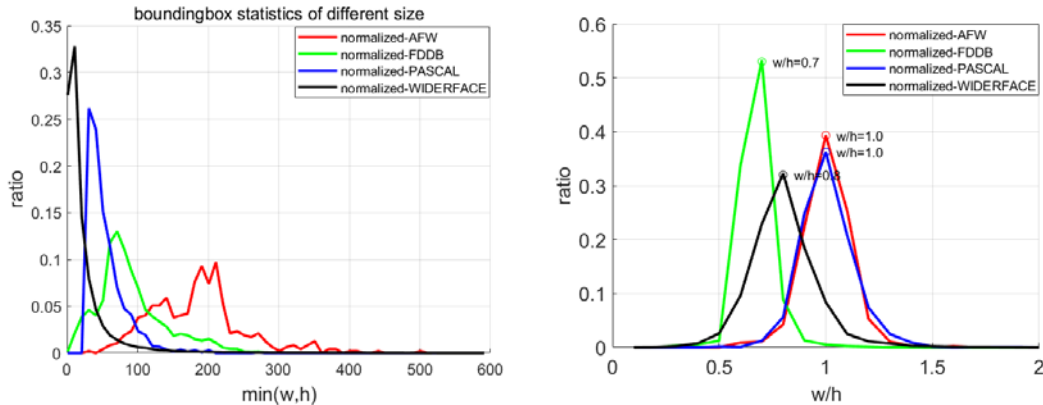 boundingbox statistics of different size
normalized-AFW
normalized-FDDB
normalized-PASCAL
normalized-WIDERFACE
0.35
0.3
0.25
0.2
0.15
0.1
0.05
0
ratio
0 100 200 300 400 500 600
min(w,h)
normalized-AFW
normalized-FDDB
normalized-PASCAL
normalized-WIDERFACE
w/h=0.7
w/h=1.0
w/h=1.0
w/h=0.8
0.6
0.5
0.4
0.3
0.2
0.1
0
ratio
0 0.5 1 1.5 2
w/h